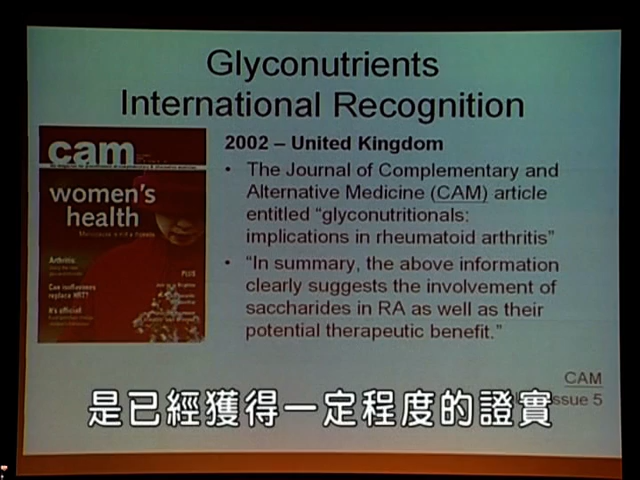 Glyconutrients
International Recognition
cam
women's
health
Arthritis
Can isoflavones
replace HRT?
It's official
PLUS
2002 – United Kingdom
• The Journal of Complementary and
Alternative Medicine (CAM) article
entitled “glyconutritionals:
implications in rheumatoid arthritis”
• “In summary, the above information
clearly suggests the involvement of
saccharides in RA as well as their
potential therapeutic benefit.”
CAM
ssue 5
是已經獲得一定程度的證實